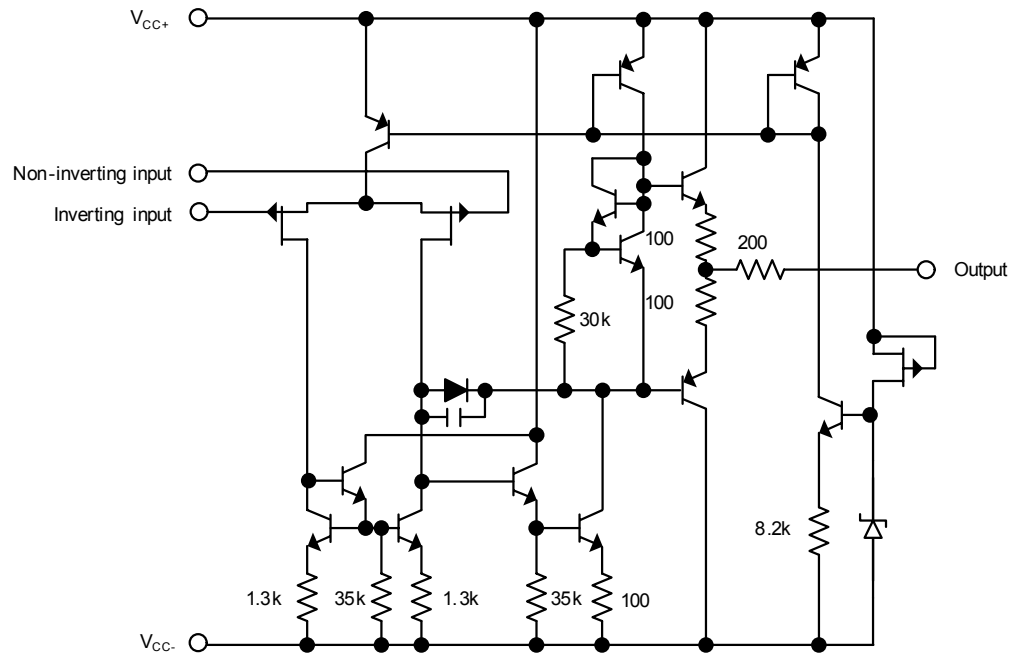 VCC+
Non-inverting input
Inverting input
100
200
Output
100
30k
8.2k
1.3k
35k
1.3k
35k
100
VCC-